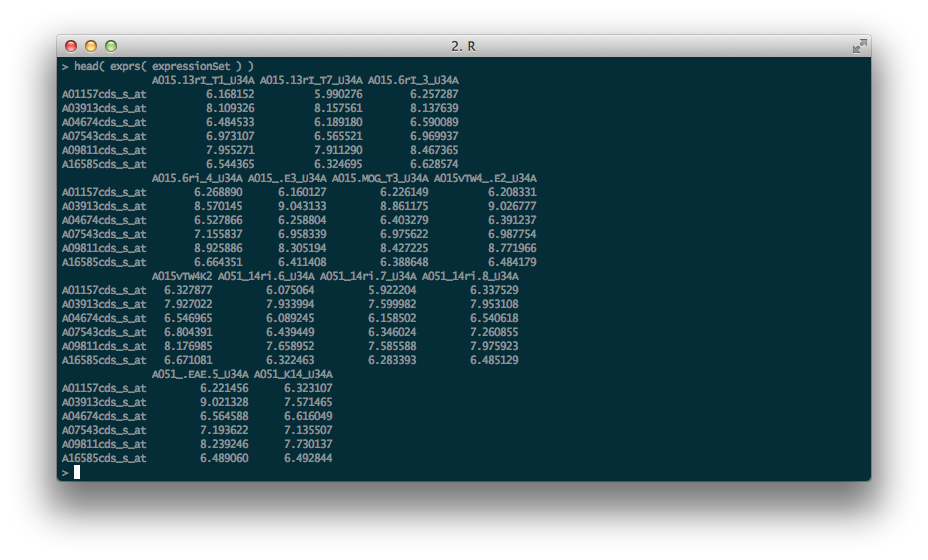 2. R
> head( exprs( expressionSet ) )
A015.13rI_T1_U34A A015.13rI_T7_U34A A015.6rI_3_U34A
A01157cds_s_at 6.168152 5.990276 6.257287
A03913cds_s_at 8.109326 8.157561 8.137639
A04674cds_s_at 6.484533 6.189180 6.590089
A07543cds_s_at 6.973107 6.565521 6.969937
A09811cds_s_at 7.955271 7.911290 8.467365
A16585cds_s_at 6.544365 6.324695 6.628574
A015.6ri_4_U34A A015_.E3_U34A A015.MOG_T3_U34A A015vTW4_.E2_U34A
A01157cds_s_at 6.268890 6.160127 6.226149 6.208331
A03913cds_s_at 8.570145 9.043133 8.861175 9.026777
A04674cds_s_at 6.527866 6.258804 6.403279 6.391237
A07543cds_s_at 7.155837 6.958339 6.975622 6.987754
A09811cds_s_at 8.925886 8.305194 8.427225 8.771966
A16585cds_s_at 6.664351 6.411408 6.388648 6.484179
A015vTW4K2 A051_14ri.6_U34A A051_14ri.7_U34A A051_14ri.8_U34A
A01157cds_s_at 6.327877 6.075064 5.922204 6.337529
A03913cds_s_at 7.927022 7.933994 7.599982 7.953108
A04674cds_s_at 6.546965 6.089245 6.158502 6.540618
A07543cds_s_at 6.804391 6.439449 6.346024 7.260855
A09811cds_s_at 8.176985 7.658952 7.585588 7.975923
A16585cds_s_at 6.671081 6.322463 6.283393 6.485129
A051_.EAE.5_U34A A051_K14_U34A
A01157cds_s_at 6.221456 6.323107
A03913cds_s_at 9.021328 7.571465
A04674cds_s_at 6.564588 6.616049
A07543cds_s_at 7.193622 7.135507
A09811cds_s_at 8.239246 7.730137
A16585cds_s_at 6.489060 6.492844
>